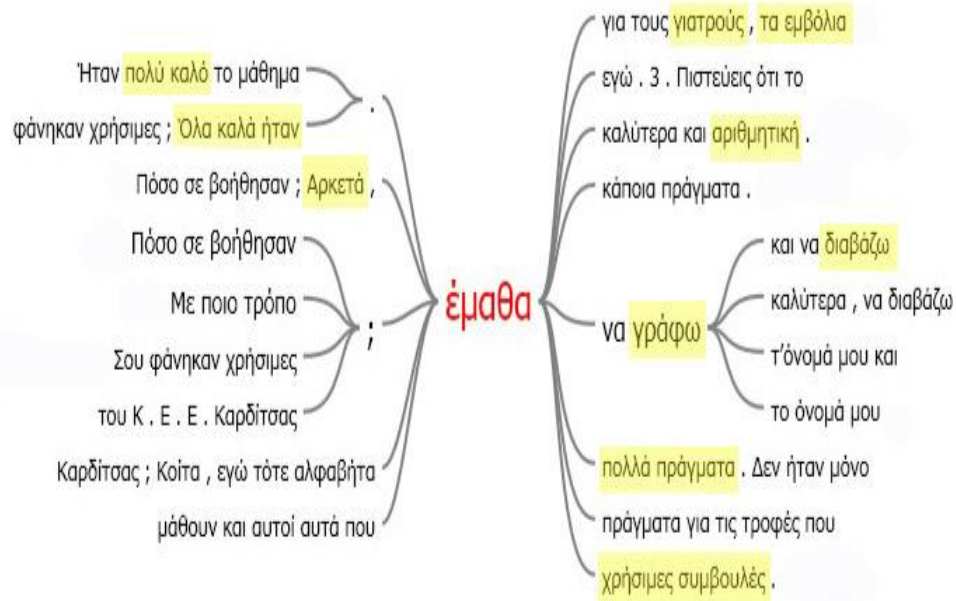 Ήταν πολύ καλό το μάθημα
φάνηκαν χρήσιμες ; Όλα καλά ήταν
.
Πόσο σε βοήθησαν ; Αρκετά ,
Πόσο σε βοήθησαν
Με ποιο τρόπο
Σου φάνηκαν χρήσιμες
του Κ . Ε . Ε . Καρδίτσας
;
Καρδίτσας ; Κοίτα , εγώ τότε αλφαβήτα
μάθουν και αυτοί αυτά που
έμαθα
για τους γιατρούς , τα εμβόλια
εγώ . 3 . Πιστεύεις ότι το
καλύτερα και αριθμητική .
κάποια πράγματα .
να γράφω
και να διαβάζω
καλύτερα , να διαβάζω
τ’όνομά μου και
το όνομά μου
πολλά πράγματα . Δεν ήταν μόνο
πράγματα για τις τροφές που
χρήσιμες συμβουλές .